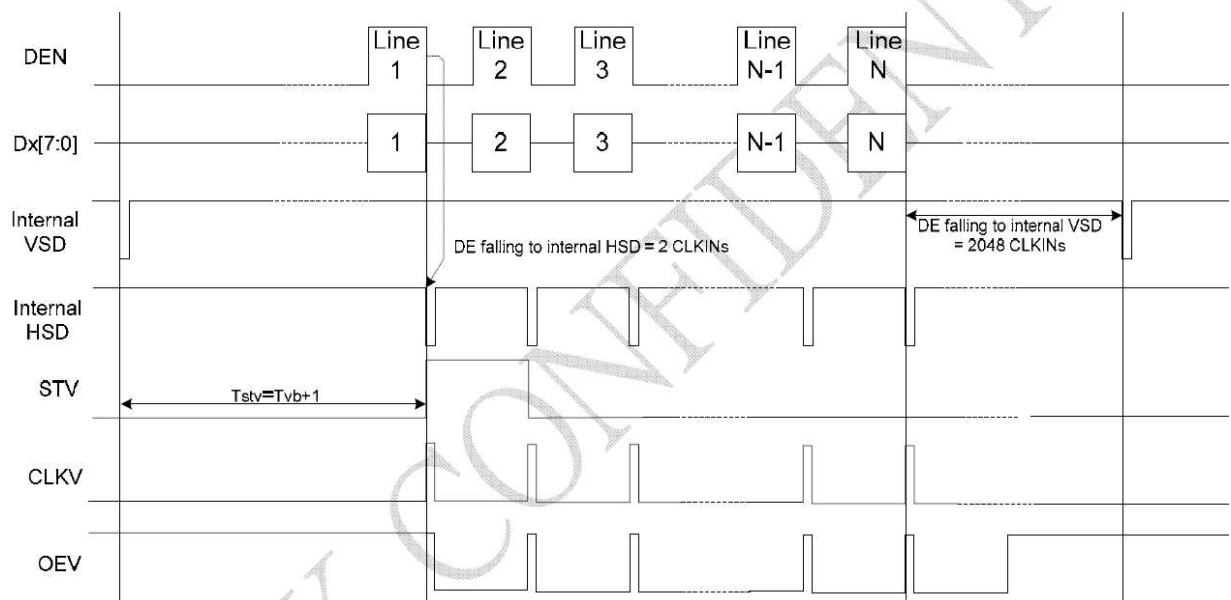 DEN
Line 1
Line 2
Line 3
Line N-1
Line N
Dx[7:0]
1
2
3
N-1
N
Internal VSD
DE falling to internal HSD = 2 CLKINs
DE falling to internal VSD
= 2048 CLKINs
Internal HSD
STV
Tstv=Tvb+1
CLKV
OEV
CONFIDENT